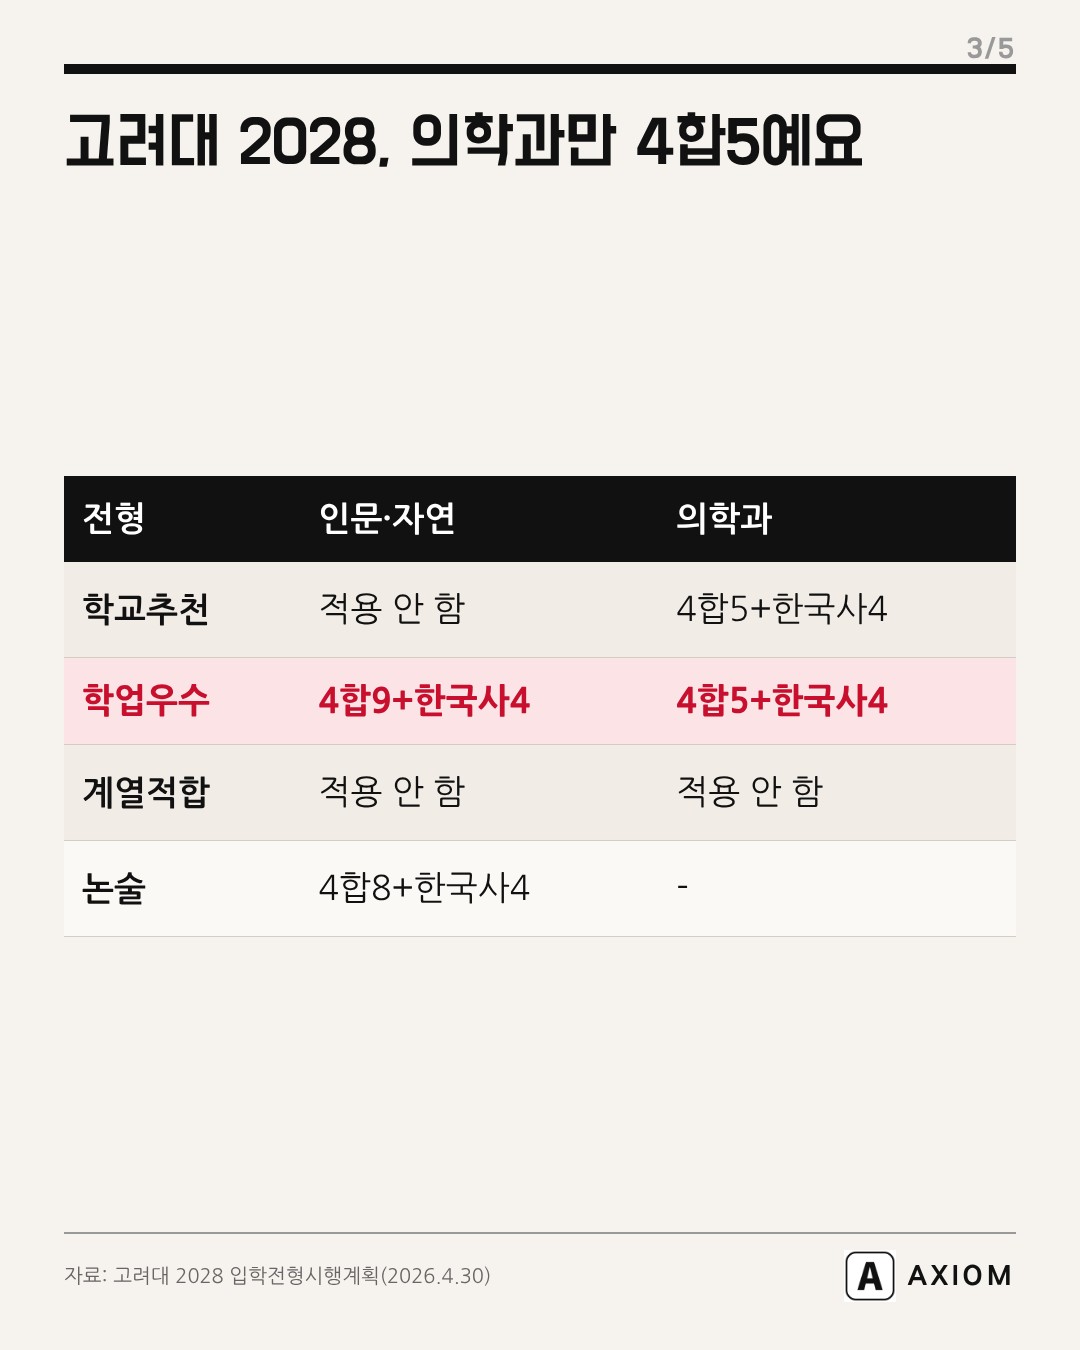 3/5
고려대 2028, 의학과만 4합5예요
전형 인문·자연 의학과
학교추천 적용 안 함 4합5+한국사4
학업우수 4합9+한국사4 4합5+한국사4
계열적합 적용 안 함 적용 안 함
논술 4합8+한국사4 -
자료: 고려대 2028 입학전형시행계획(2026.4.30)
A AXIOM